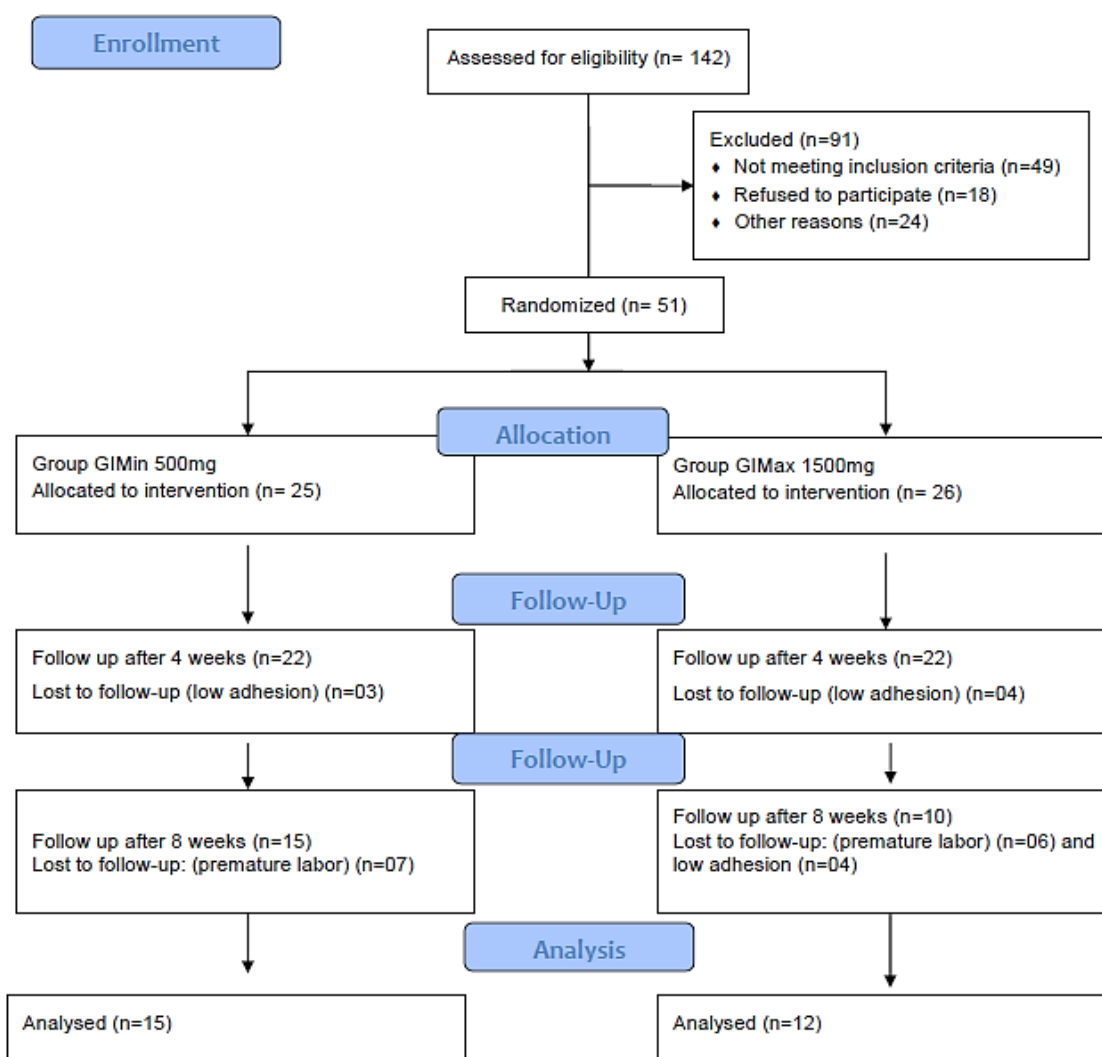 Enrollment
Assessed for eligibility (n= 142)
Excluded (n=91)
♦ Not meeting inclusion criteria (n=49)
♦ Refused to participate (n=18)
♦ Other reasons (n=24)
Randomized (n= 51)
Allocation
Group GIMin 500mg
Allocated to intervention (n= 25)
Group GIMax 1500mg
Allocated to intervention (n= 26)
Follow-Up
Follow up after 4 weeks (n=22)
Lost to follow-up (low adhesion) (n=03)
Follow up after 4 weeks (n=22)
Lost to follow-up (low adhesion) (n=04)
Follow-Up
Follow up after 8 weeks (n=15)
Lost to follow-up: (premature labor) (n=07)
Follow up after 8 weeks (n=10)
Lost to follow-up: (premature labor) (n=06) and
low adhesion (n=04)
Analysis
Analysed (n=15)
Analysed (n=12)